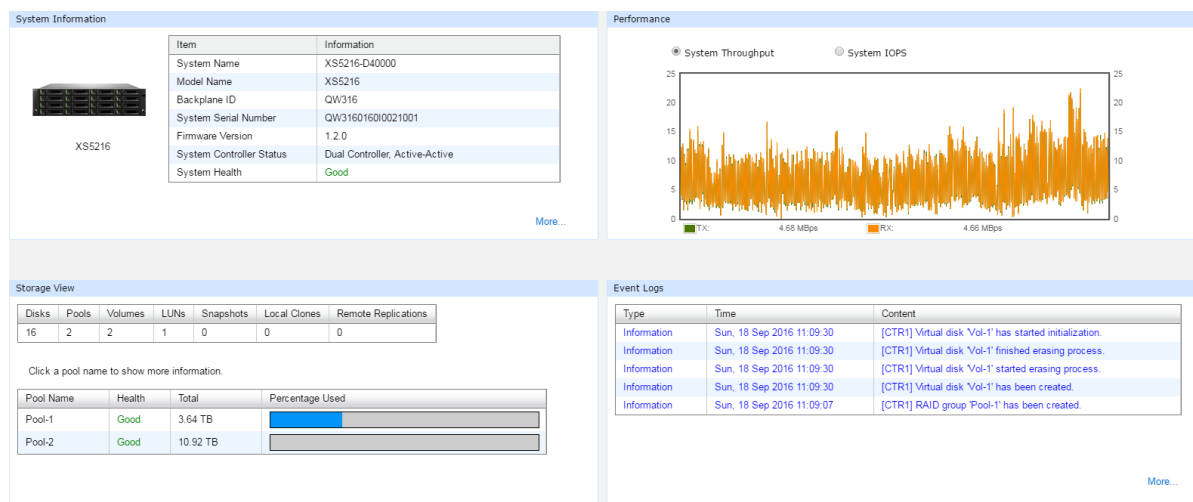 System Information
Item Information
System Name XS5216-D40000
Model Name XS5216
Backplane ID QW316
System Serial Number QW3160160I0021001
Firmware Version 1.2.0
System Controller Status Dual Controller, Active-Active
System Health Good
XS5216
More...
Performance
System Throughput System IOPS
25 25
20 20
15 15
10 10
5 5
0 0
TX: 4.68 MBps RX: 4.66 MBps
Storage View
Disks Pools Volumes LUNs Snapshots Local Clones Remote Replications
16 2 2 1 0 0 0
Click a pool name to show more information.
Pool Name Health Total Percentage Used
Pool-1 Good 3.64 TB
Pool-2 Good 10.92 TB
Event Logs
Type Time Content
Information Sun, 18 Sep 2016 11:09:30 [CTR1] Virtual disk 'Vol-1' has started initialization.
Information Sun, 18 Sep 2016 11:09:30 [CTR1] Virtual disk 'Vol-1' finished erasing process.
Information Sun, 18 Sep 2016 11:09:30 [CTR1] Virtual disk 'Vol-1' started erasing process.
Information Sun, 18 Sep 2016 11:09:30 [CTR1] Virtual disk 'Vol-1' has been created.
Information Sun, 18 Sep 2016 11:09:07 [CTR1] RAID group 'Pool-1' has been created.
More...